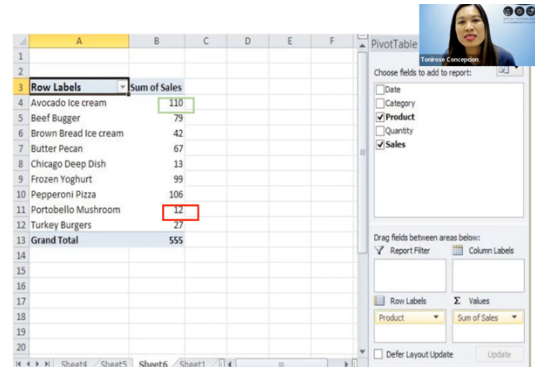 A B C D E F
1
2
3 Row Labels Sum of Sales
4 Avocado Ice cream 110
5 Beef Bugger 79
6 Brown Bread Ice cream 42
7 Butter Pecan 67
8 Chicago Deep Dish 13
9 Frozen Yoghurt 99
10 Pepperoni Pizza 106
11 Portobello Mushroom 12
12 Turkey Burgers 27
13 Grand Total 555
14
15
16
17
18
19
20
Sheet4 Sheet5 Sheet6 Sheet1
PivotTable
Tonirose Concepcion
Choose fields to add to report:
Date
Category
Product
Quantity
Sales
Drag fields between areas below:
Report Filter Column Labels
Row Labels Σ Values
Product Sum of Sales
Defer Layout Update Update